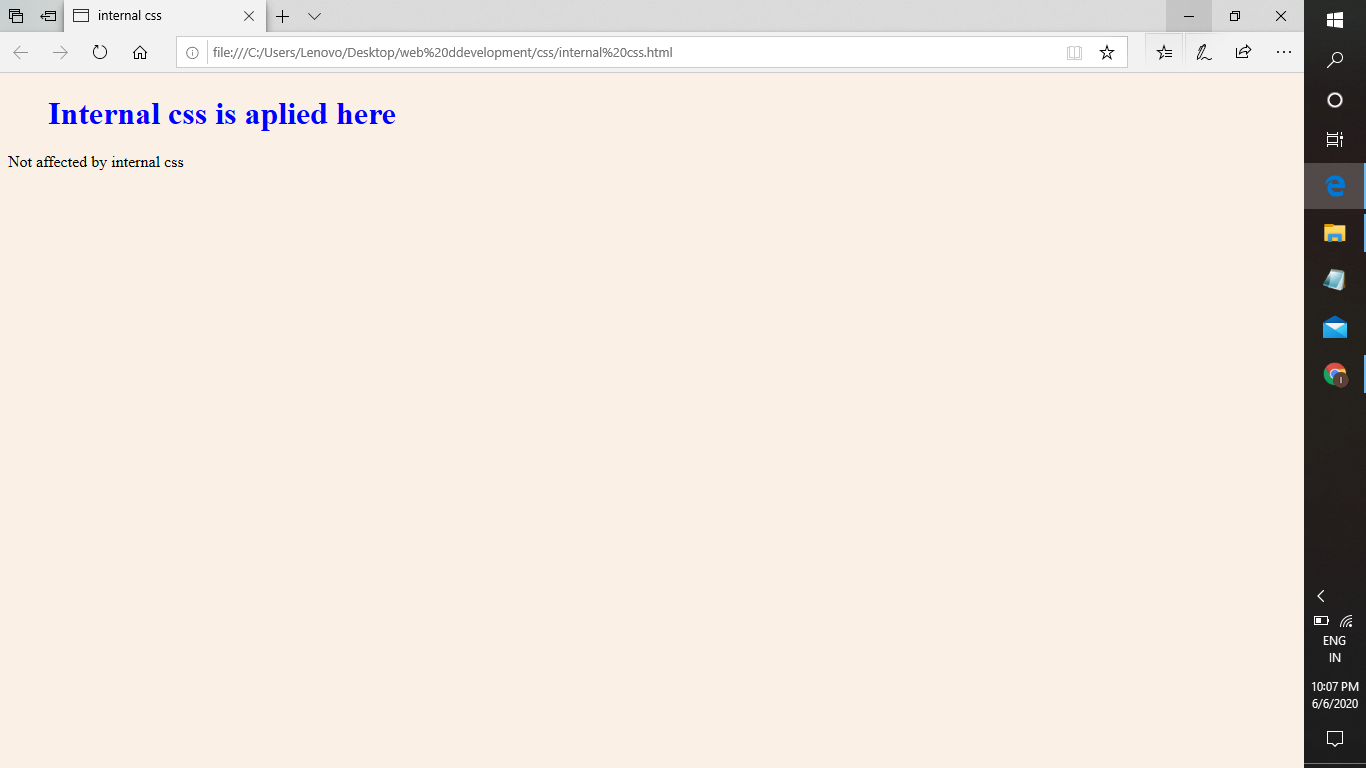 internal css
file:///C:/Users/Lenovo/Desktop/web%20ddevelopment/css/internal%20css.html
Internal css is aplied here
Not affected by internal css
ENG
IN
10:07 PM
6/6/2020